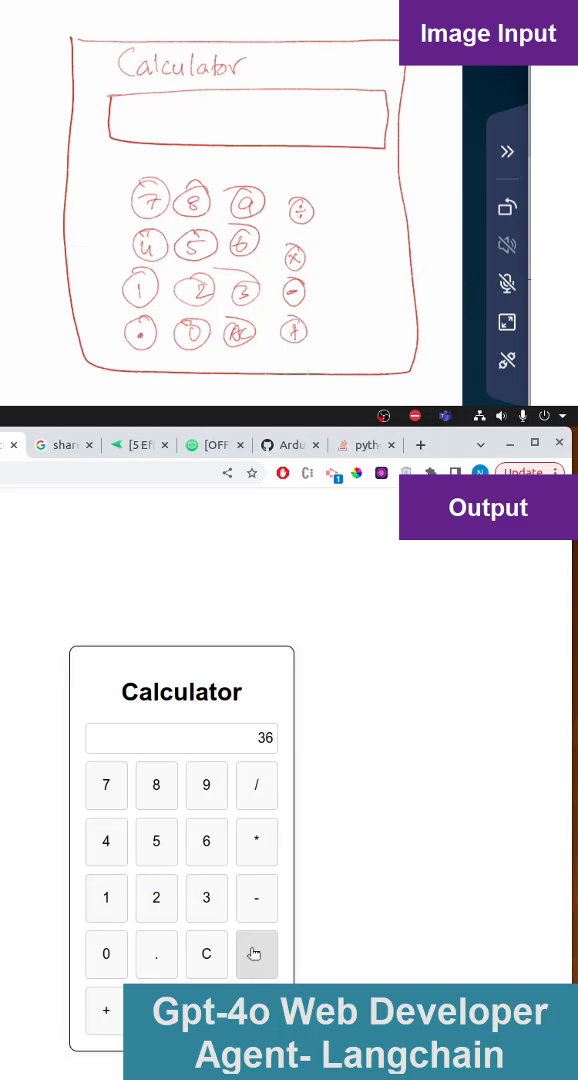 Image Input
Calculator
7 8 9 ÷
4 5 6 x
1 2 3 -
. 0 AC +
share
[5 Ef
[OFF
Ardu
pyth
1
N
Update
Output
Calculator
36
7 8 9 /
4 5 6 *
1 2 3 -
0 . C
+
Gpt-4o Web Developer
Agent- Langchain